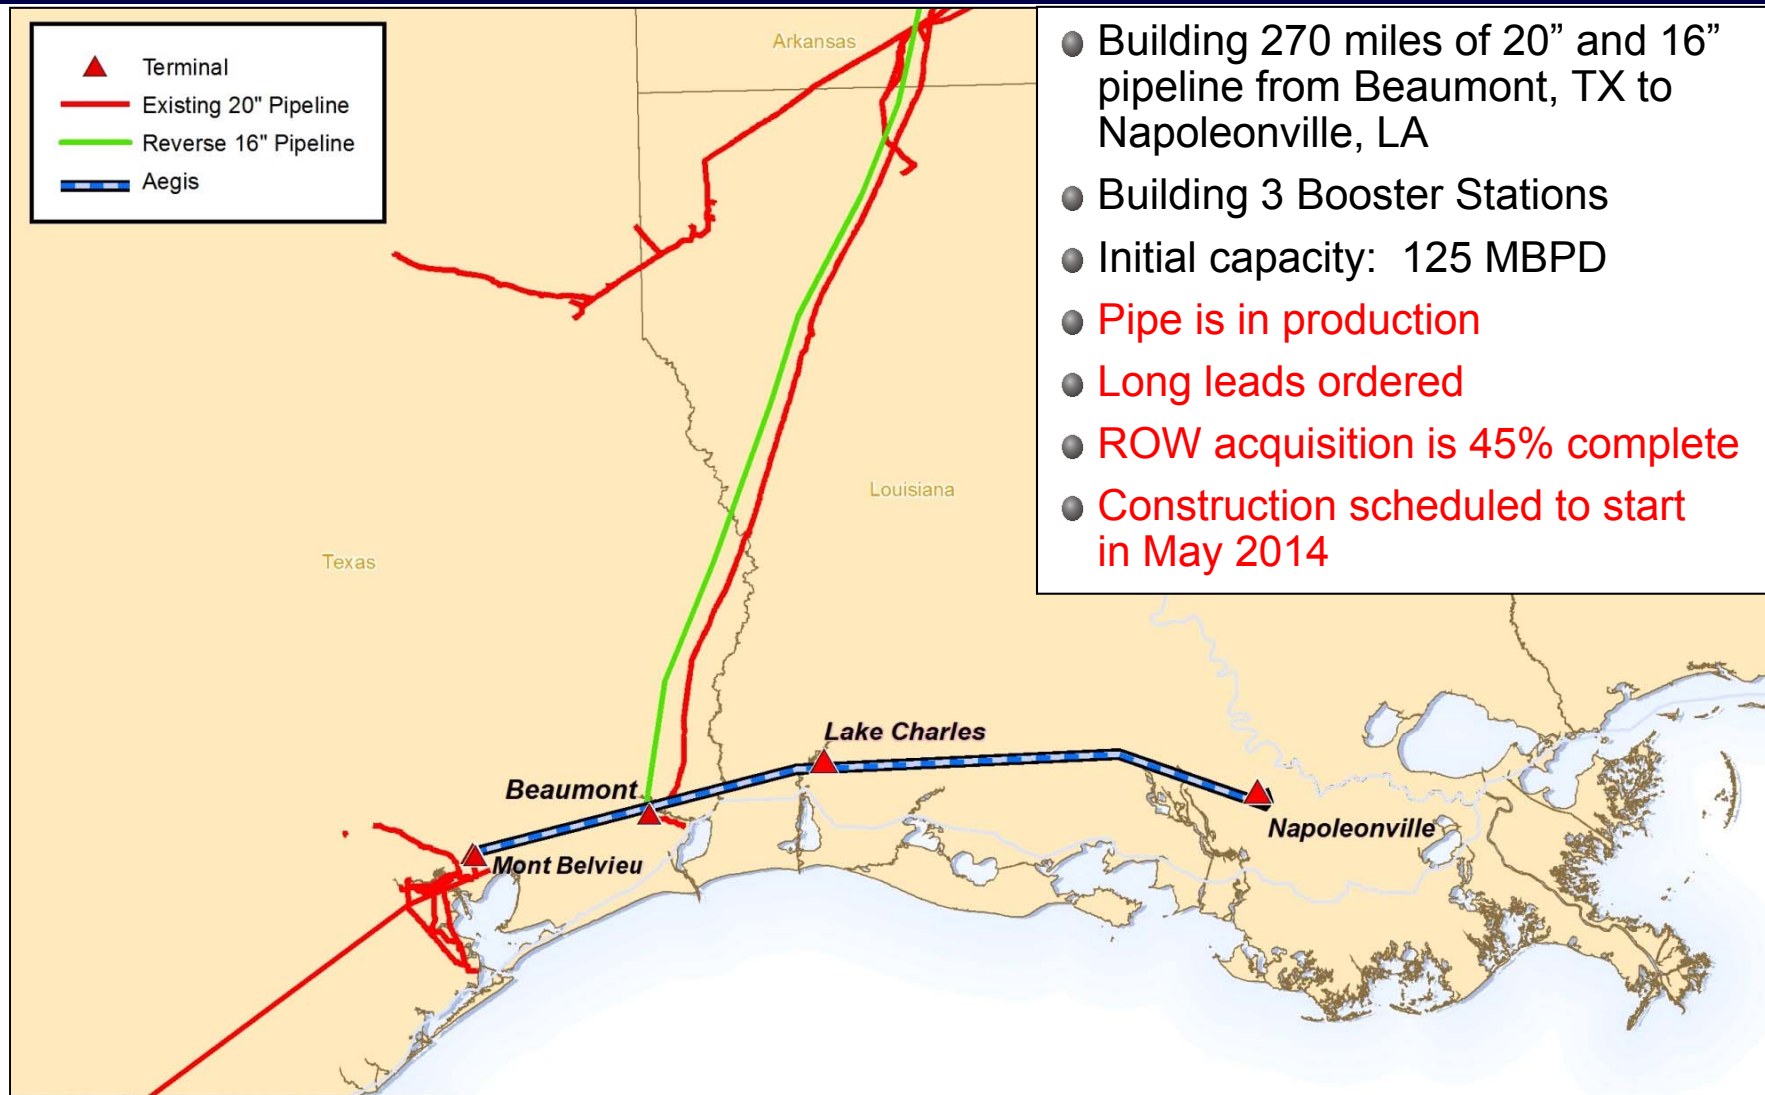 Terminal
Existing 20" Pipeline
Reverse 16" Pipeline
Aegis
Arkansas
Texas
Louisiana
Lake Charles
Beaumont
Mont Belvieu
Napoleonville
Building 270 miles of 20” and 16”
pipeline from Beaumont, TX to
Napoleonville, LA
Building 3 Booster Stations
Initial capacity: 125 MBPD
Pipe is in production
Long leads ordered
ROW acquisition is 45% complete
Construction scheduled to start
in May 2014